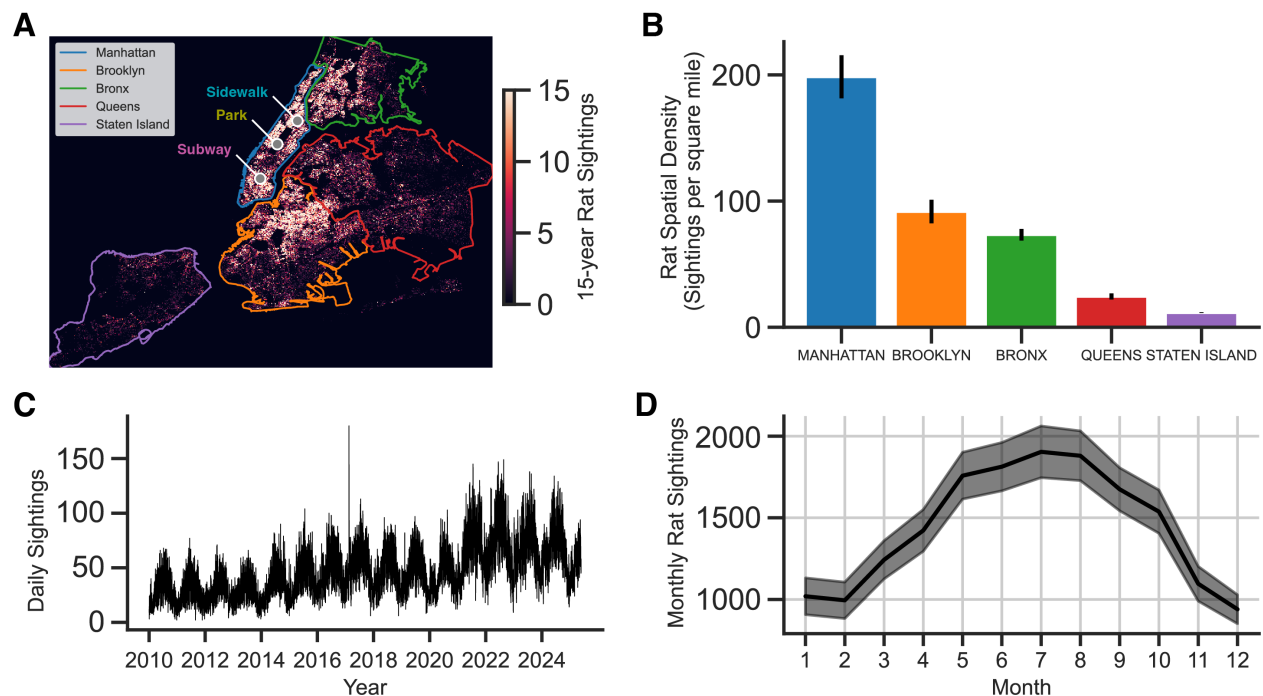 A
Manhattan
Brooklyn
Bronx
Queens
Staten Island
Sidewalk
Park
Subway
15
10
5
0
15-year Rat Sightings
B
Rat Spatial Density
(Sightings per square mile)
200
100
0
MANHATTAN BROOKLYN BRONX QUEENS STATEN ISLAND
C
Daily Sightings
150
100
50
0
2010 2012 2014 2016 2018 2020 2022 2024
Year
D
Monthly Rat Sightings
2000
1500
1000
1 2 3 4 5 6 7 8 9 10 11 12
Month